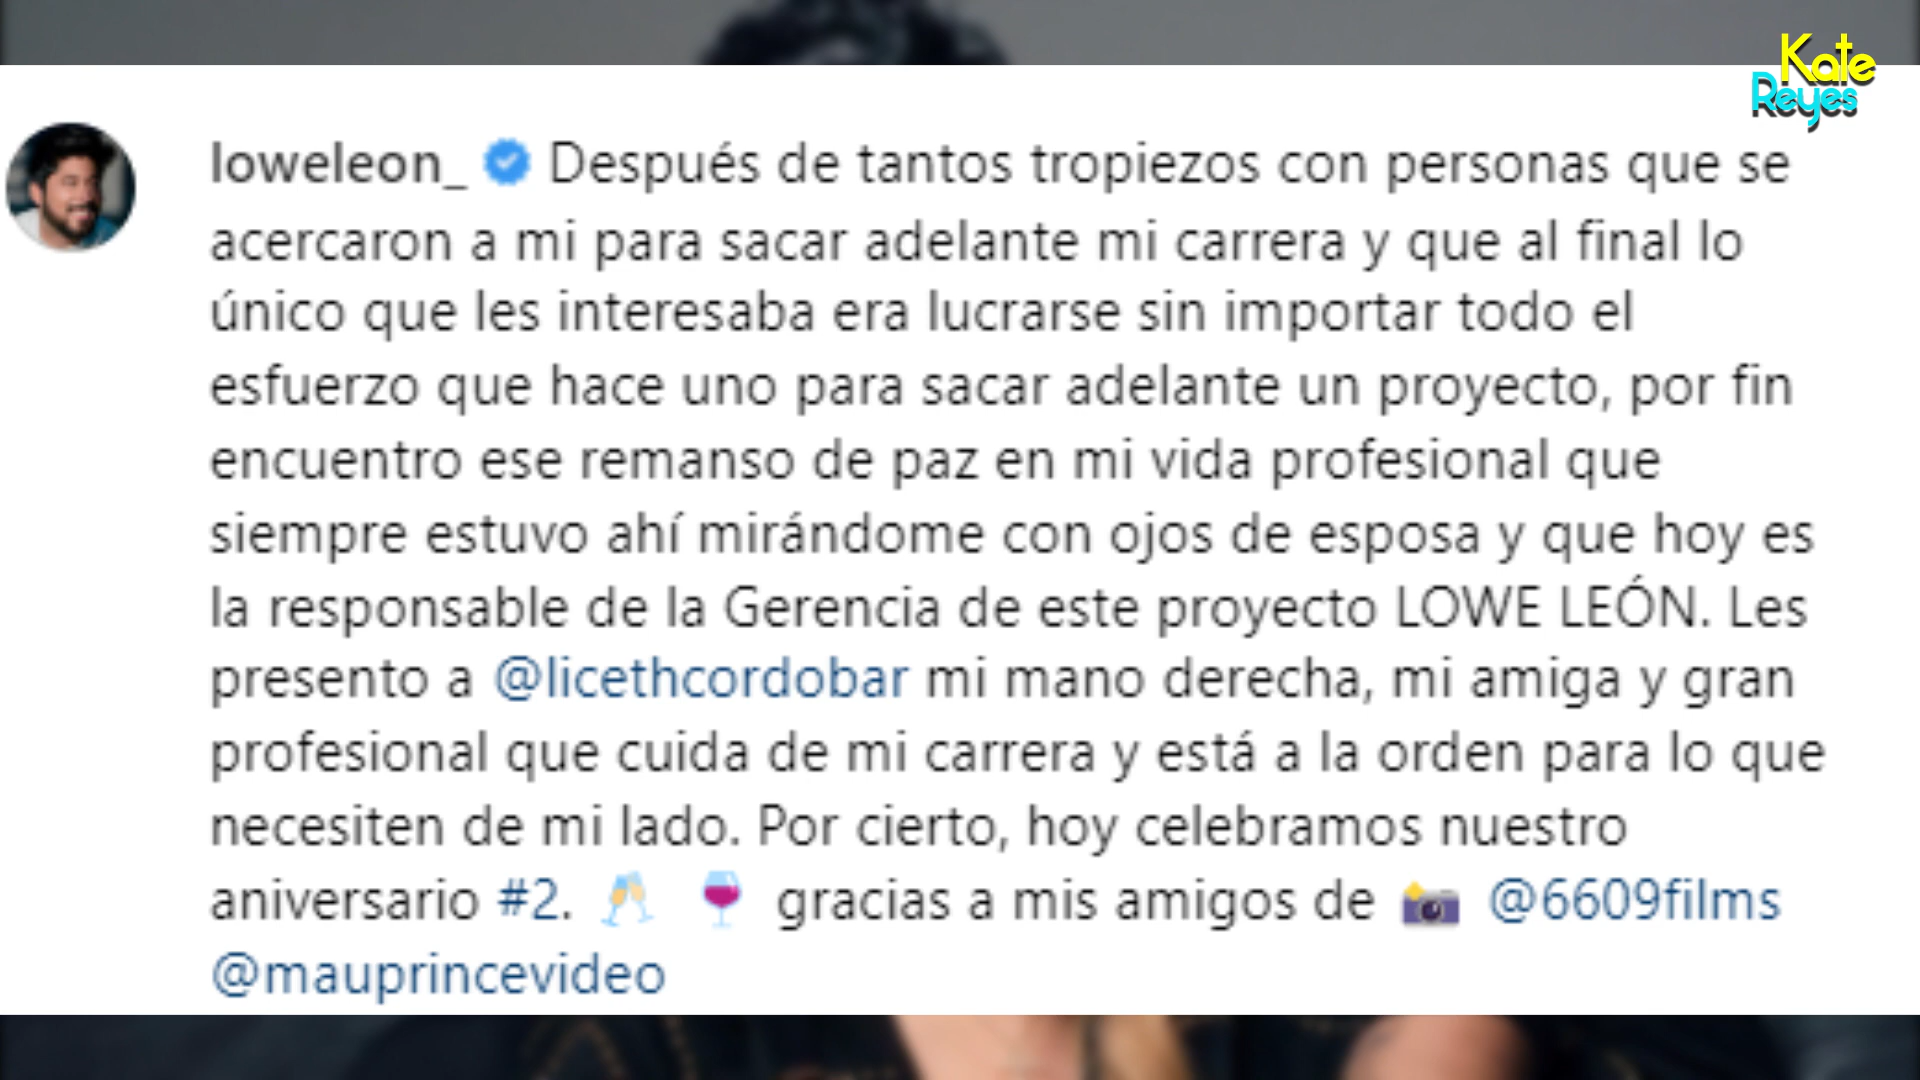 Kate
Reyes
loweleon_ Después de tantos tropiezos con personas que se
acercaron a mi para sacar adelante mi carrera y que al final lo
único que les interesaba era lucrarse sin importar todo el
esfuerzo que hace uno para sacar adelante un proyecto, por fin
encuentro ese remanso de paz en mi vida profesional que
siempre estuvo ahí mirándome con ojos de esposa y que hoy es
la responsable de la Gerencia de este proyecto LOWE LEÓN. Les
presento a @licethcordobar mi mano derecha, mi amiga y gran
profesional que cuida de mi carrera y está a la orden para lo que
necesiten de mi lado. Por cierto, hoy celebramos nuestro
aniversario #2. 🥂 🍷 gracias a mis amigos de 📸 @6609films
@mauprincevideo